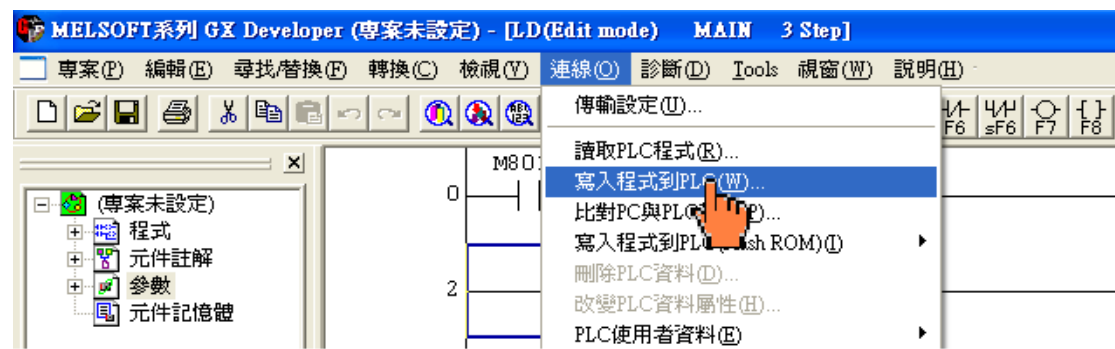 MELSOFT系列 GX Developer (專案未設定) - [LD(Edit mode) MAIN 3 Step]
專案(P) 編輯(E) 尋找/替換(F) 轉換(C) 檢視(V) 連線(O) 診斷(D) Tools 視窗(W) 説明(H)
傳輸設定(U)...
F6 sF6 F7 F8
讀取PLC程式(R)...
M80
寫入程式到PLC(W)...
0
(專案未設定)
比對PC與PLC
程式
寫入程式到PLC ROM)(I)
元件註解
刪除PLC資料(D)...
參數
2
改變PLC資料屬性(H)...
元件記憶體
PLC使用者資料(E)